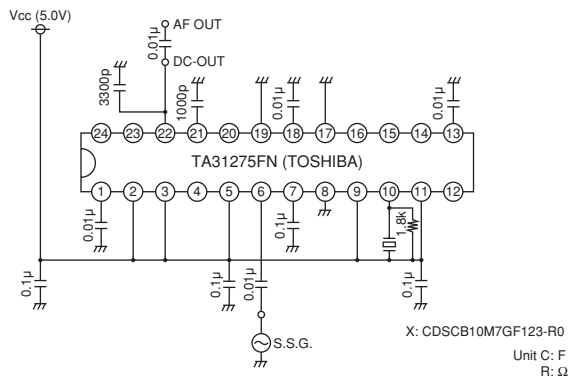 Vcc (5.0V)
AF OUT
0.01µ
DC-OUT
3300p
1000p
0.01µ
0.01µ
24 23 22 21 20 19 18 17 16 15 14 13
TA31275FN (TOSHIBA)
1 2 3 4 5 6 7 8 9 10 11 12
0.01µ
0.1µ
1.8k
0.1µ
0.1µ
0.01µ
0.1µ
S.S.G.
X: CDSCB10M7GF123-R0
Unit C: F
R: Ω